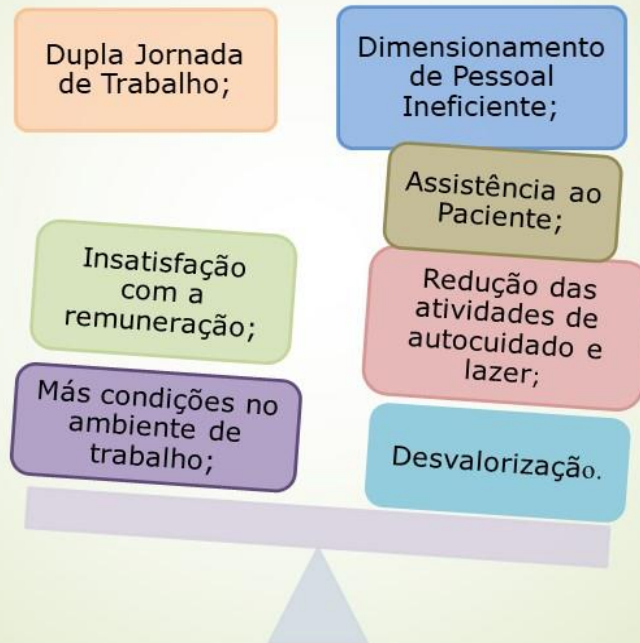 Dupla Jornada
de Trabalho;
Insatisfação
com a
remuneração;
Más condições no
ambiente de
trabalho;
Dimensionamento
de Pessoal
Ineficiente;
Assistência ao
Paciente;
Redução das
atividades de
autocuidado e
lazer;
Desvalorização.